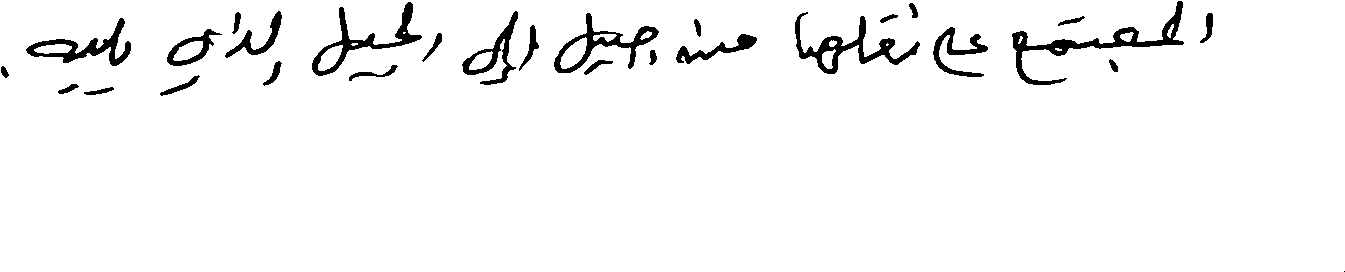 المجتمع على نقلها من جيل إلى الجيل الذي يليه .